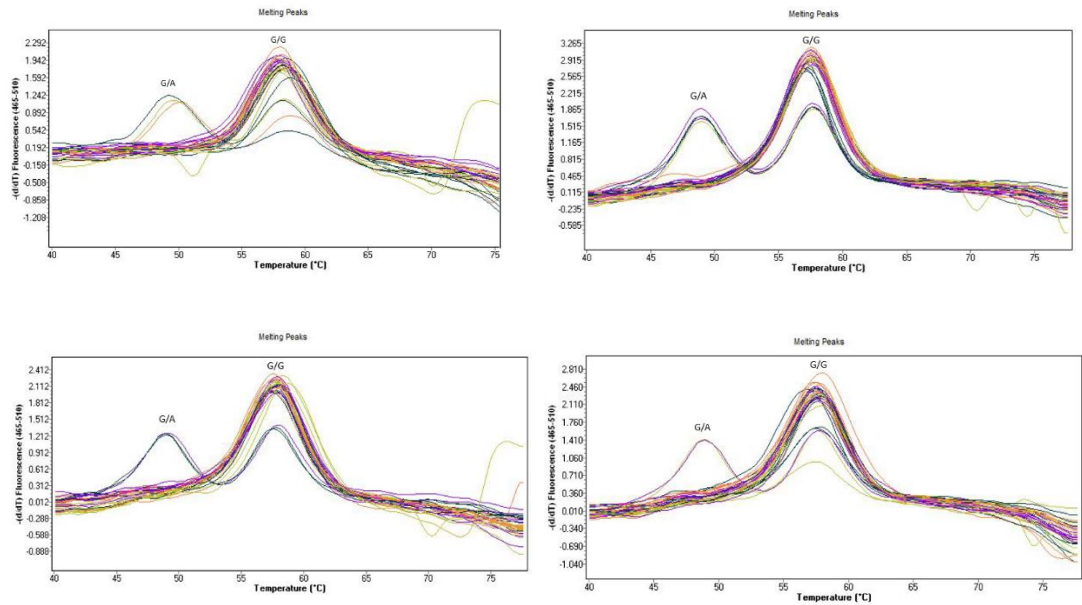 Melting Peaks
G/G
G/A
-(d/dT) Fluorescence (465-510)
2.292
1.942
1.592
1.242
0.892
0.542
0.192
-0.159
-0.509
-0.859
-1.209
40 45 50 55 60 65 70 75
Temperature (°C)
Melting Peaks
G/G
G/A
-(d/dT) Fluorescence (465-510)
3.265
2.915
2.565
2.215
1.865
1.515
1.165
0.815
0.465
0.115
-0.235
-0.585
40 45 50 55 60 65 70 75
Temperature (°C)
Melting Peaks
G/G
G/A
-(d/dT) Fluorescence (465-510)
2.412
2.112
1.812
1.512
1.212
0.912
0.612
0.312
0.012
-0.288
-0.588
-0.888
40 45 50 55 60 65 70 75
Temperature (°C)
Melting Peaks
G/G
G/A
-(d/dT) Fluorescence (465-510)
2.810
2.460
2.110
1.760
1.410
1.060
0.710
0.360
0.010
-0.340
-0.690
-1.040
40 45 50 55 60 65 70 75
Temperature (°C)